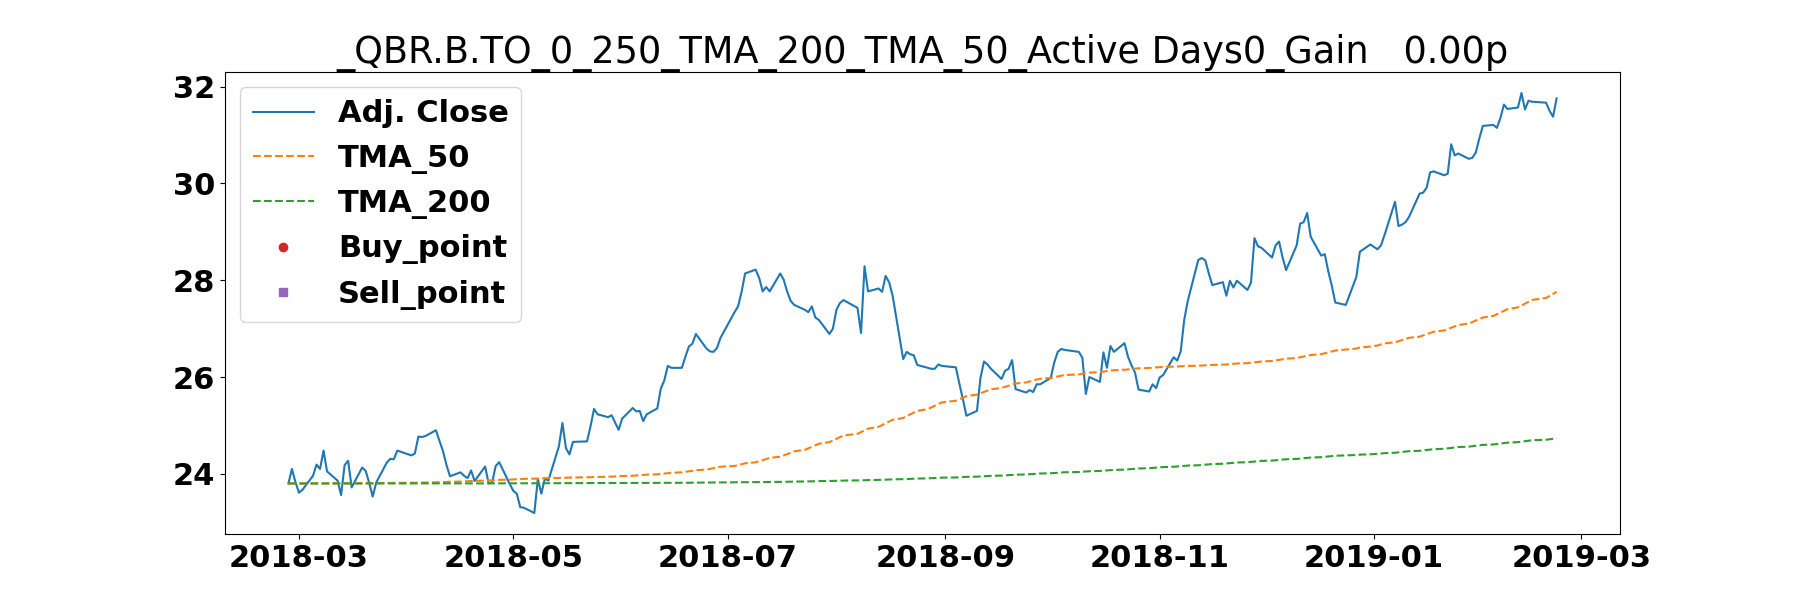 _QBR.B.TO_0_250_TMA_200_TMA_50_Active Days0_Gain   0.00p
32
30
28
26
24
Adj. Close
TMA_50
TMA_200
Buy_point
Sell_point
2018-03 2018-05 2018-07 2018-09 2018-11 2019-01 2019-03